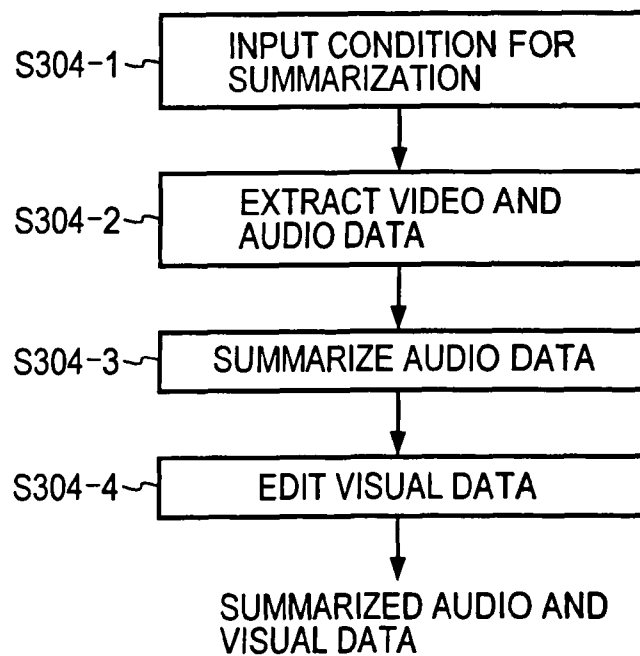 INPUT CONDITION FOR
S304-1
SUMMARIZATION
EXTRACT VIDEO AND
S304-2
AUDIO DATA
S304-3 SUMMARIZE AUDIO DATA
S304-4 EDIT VISUAL DATA
SUMMARIZED AUDIO AND
VISUAL DATA